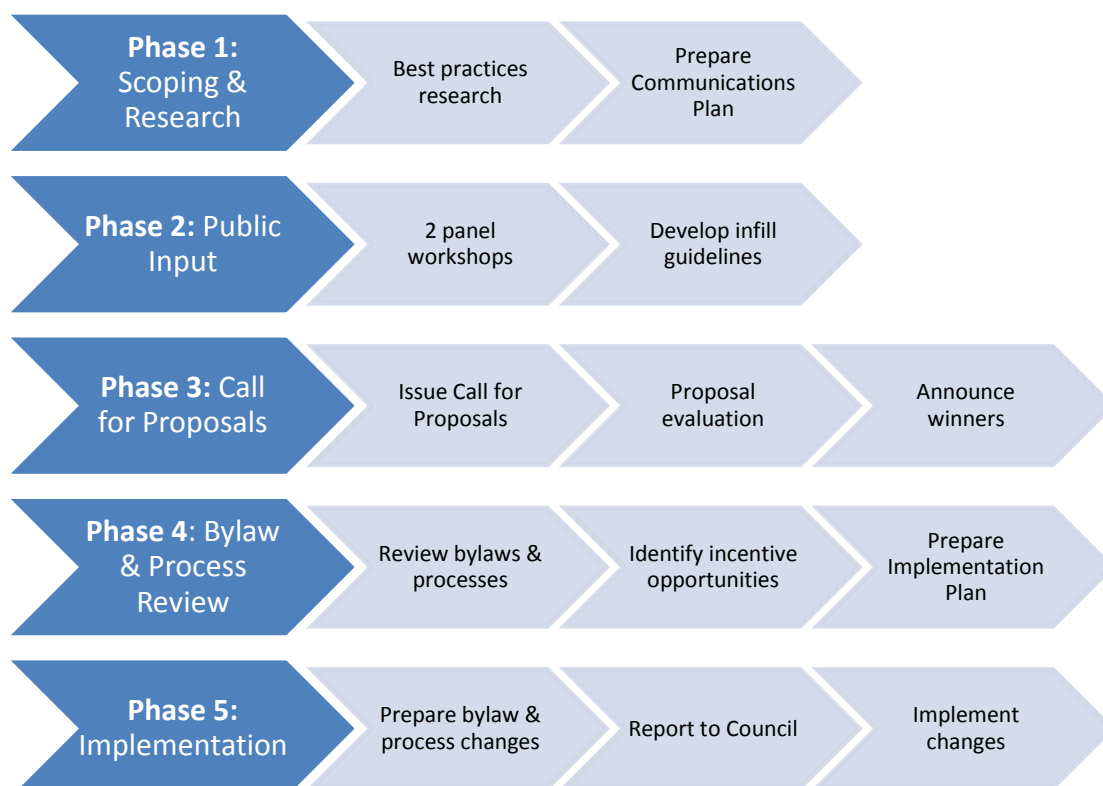 Phase 1:
Scoping &
Research
Best practices
research
Prepare
Communications
Plan
Phase 2: Public
Input
2 panel
workshops
Develop infill
guidelines
Phase 3: Call
for Proposals
Issue Call for
Proposals
Proposal
evaluation
Announce
winners
Phase 4: Bylaw
& Process
Review
Review bylaws &
processes
Identify incentive
opportunities
Prepare
Implementation
Plan
Phase 5:
Implementation
Prepare bylaw &
process changes
Report to Council
Implement
changes